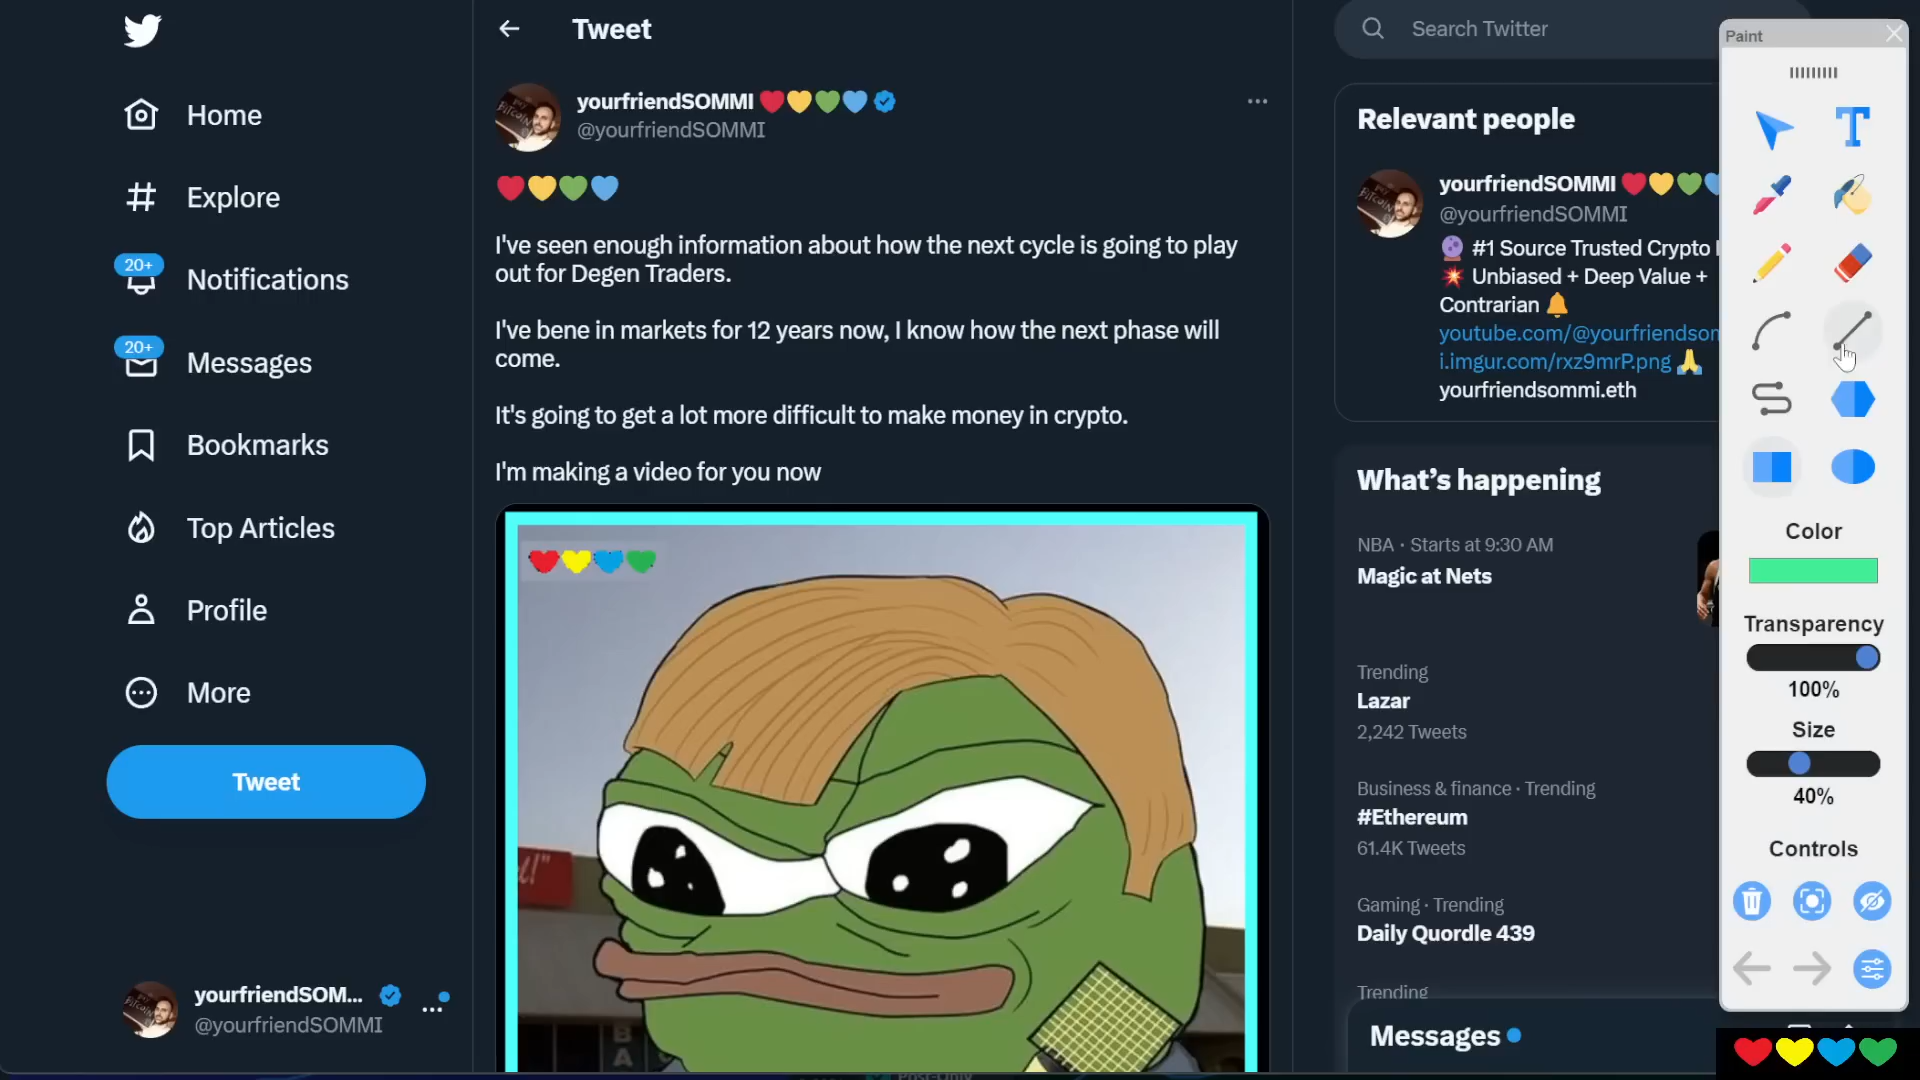 Home
Explore
20+
Notifications
20+
Messages
Bookmarks
Top Articles
Profile
More
Tweet
yourfriendSOM...
@yourfriendSOMMI
Tweet
yourfriendSOMMI
@yourfriendSOMMI
I've seen enough information about how the next cycle is going to play
out for Degen Traders.
I've bene in markets for 12 years now, I know how the next phase will
come.
It's going to get a lot more difficult to make money in crypto.
I'm making a video for you now
Search Twitter
Relevant people
yourfriendSOMMI
@yourfriendSOMMI
#1 Source Trusted Crypto
Unbiased + Deep Value +
Contrarian
youtube.com/@yourfriendsom
i.imgur.com/rxz9mrP.png
yourfriendsommi.eth
What's happening
NBA · Starts at 9:30 AM
Magic at Nets
Trending
Lazar
2,242 Tweets
Business & finance · Trending
#Ethereum
61.4K Tweets
Gaming · Trending
Daily Quordle 439
Trending
Messages
Paint
T
Color
Transparency
100%
Size
40%
Controls